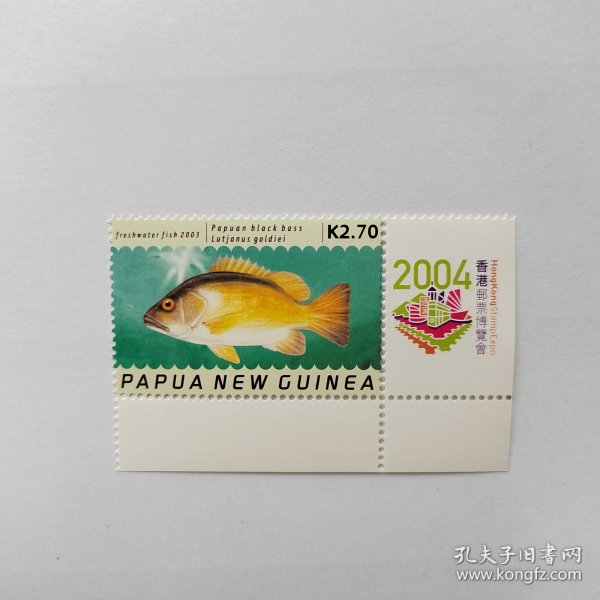 freshwater fish 2003
Papuan black bass
Lutjanus goldiei
K2.70
PAPUA NEW GUINEA
2004
香港郵票博覽會
HongKongStampExpo
孔夫子旧书网
www.kongfz.com